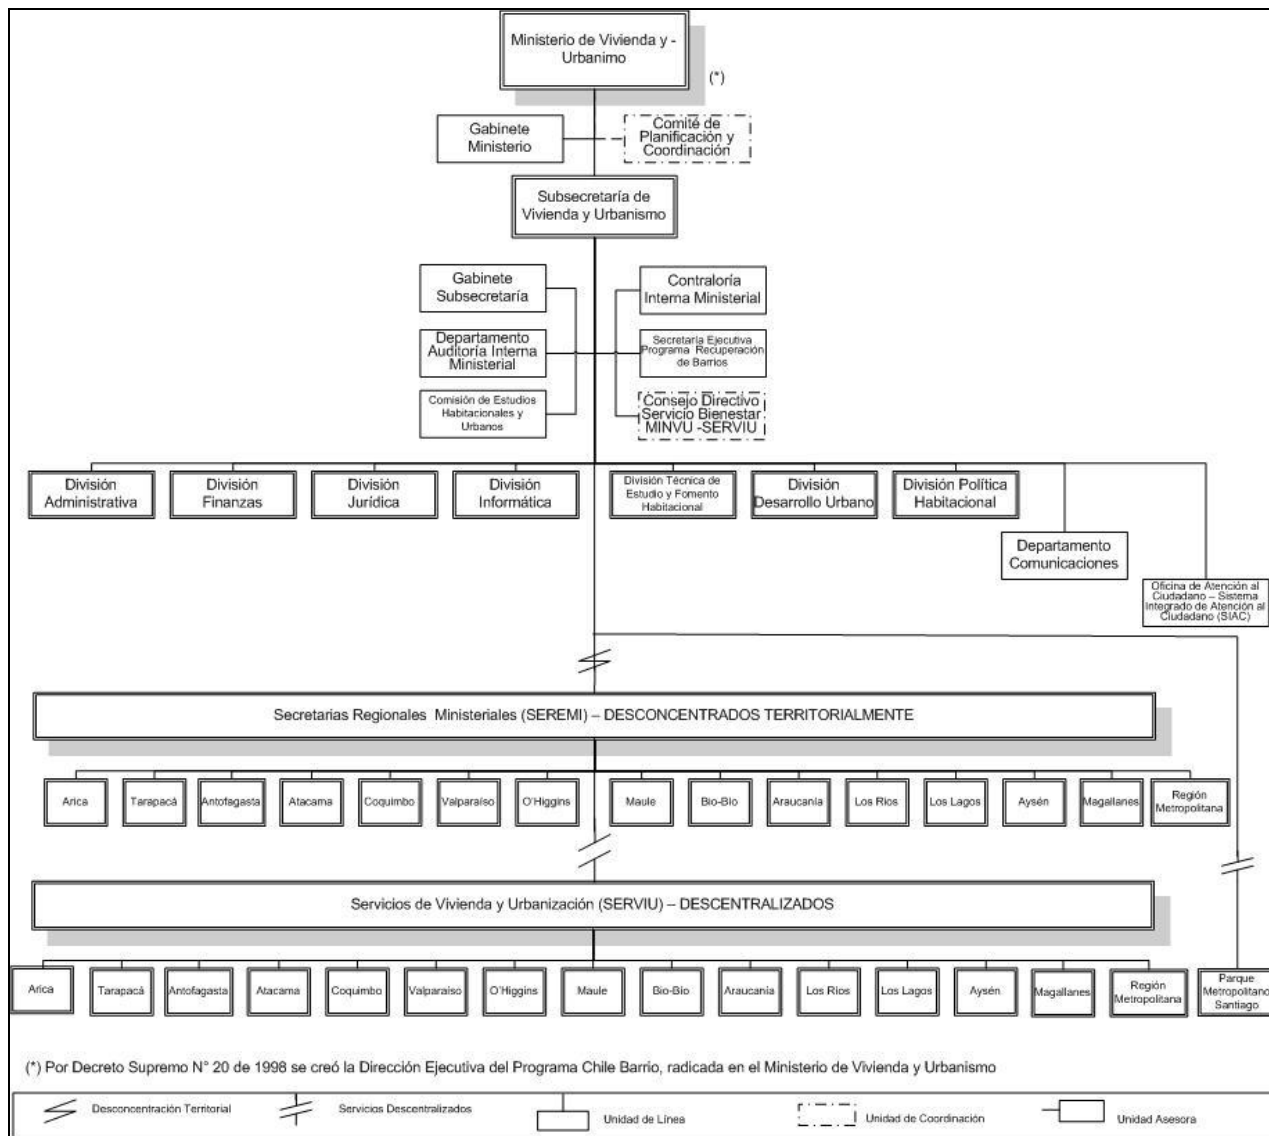 Ministerio de Vivienda y -
Urbanimo
(*)
Gabinete
Ministerio
Comité de
Planificación y
Coordinación
Subsecretaría de
Vivienda y Urbanismo
Gabinete
Subsecretaría
Contraloría
Interna Ministerial
Departamento
Auditoría Interna
Ministerial
Secretaría Ejecutiva
Programa Recuperación
de Barrios
Comisión de Estudios
Habitacionales y
Urbanos
Consejo Directivo
Servicio Bienestar
MINVU -SERVIU
División
Administrativa
División
Finanzas
División
Jurídica
División
Informática
División Técnica de
Estudio y Fomento
Habitacional
División
Desarrollo Urbano
División Política
Habitacional
Departamento
Comunicaciones
Oficina de Atención al
Ciudadano – Sistema
Integrado de Atención al
Ciudadano (SIAC)
Secretarias Regionales Ministeriales (SEREMI) – DESCONCENTRADOS TERRITORIALMENTE
Arica
Tarapacá
Antofagasta
Atacama
Coquimbo
Valparaíso
O'Higgins
Maule
Bio-Bío
Araucanía
Los Rios
Los Lagos
Aysén
Magallanes
Región
Metropolitana
Servicios de Vivienda y Urbanización (SERVIU) – DESCENTRALIZADOS
Arica
Tarapacá
Antofagasta
Atacama
Coquimbo
Valparaíso
O'Higgins
Maule
Bio-Bío
Araucanía
Los Rios
Los Lagos
Aysén
Magallanes
Región
Metropolitana
Parque
Metropolitano
Santiago
(*) Por Decreto Supremo N° 20 de 1998 se creó la Dirección Ejecutiva del Programa Chile Barrio, radicada en el Ministerio de Vivienda y Urbanismo
Desconcentración Territorial
Servicios Descentralizados
Unidad de Línea
Unidad de Coordinación
Unidad Asesora